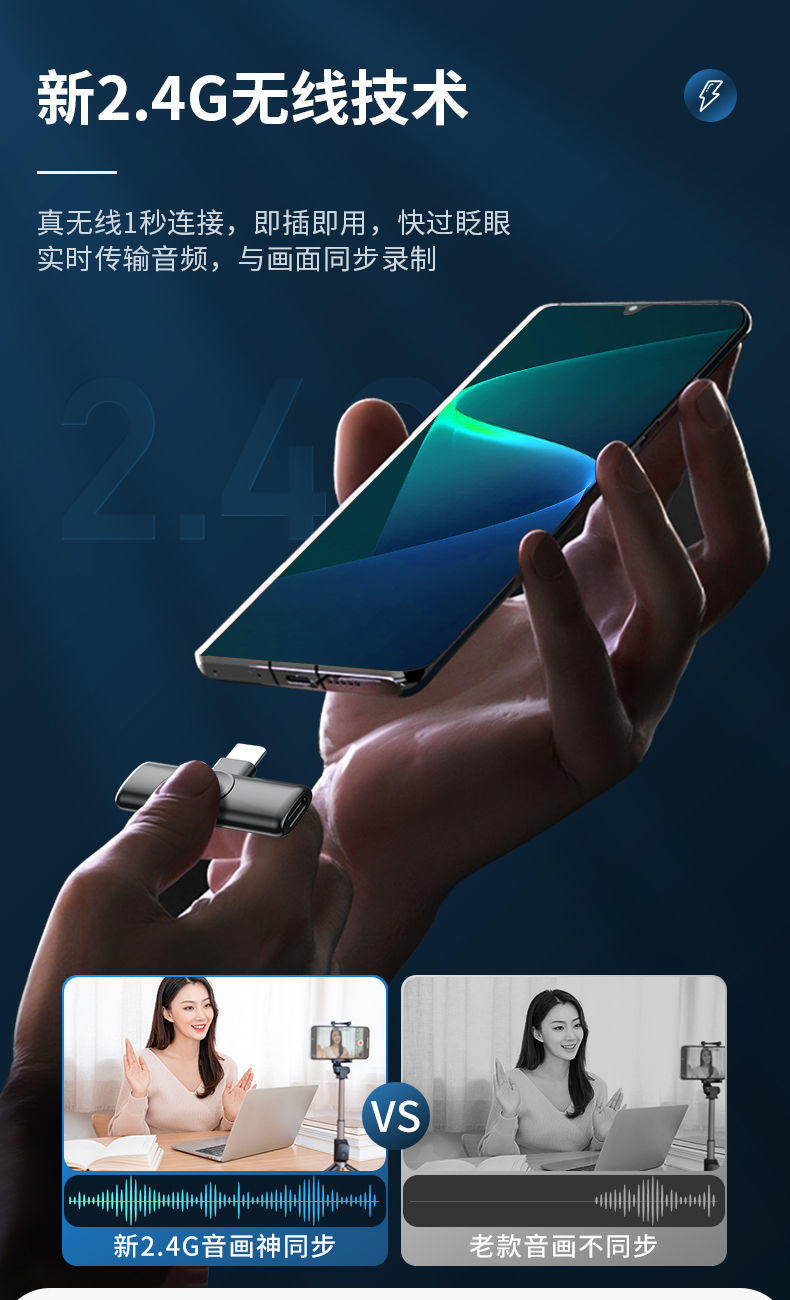 新2.4G无线技术
真无线1秒连接，即插即用，快过眨眼
实时传输音频，与画面同步录制
2.4G
VS
新2.4G音画神同步
老款音画不同步